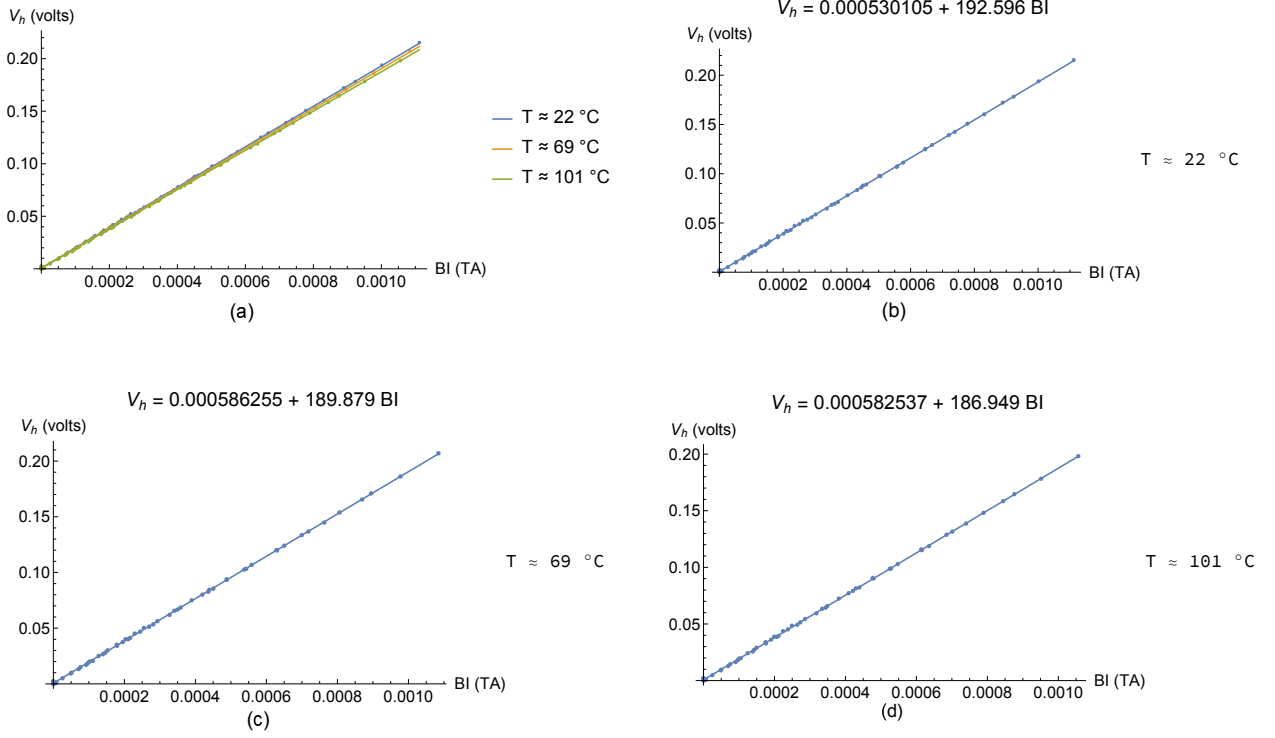 V_h (volts)
0.20
0.15
0.10
0.05
0.0002 0.0004 0.0006 0.0008 0.0010 BI (TA)
T ≈ 22 °C
T ≈ 69 °C
T ≈ 101 °C
(a)
V_h = 0.000530105 + 192.596 BI
V_h (volts)
0.20
0.15
0.10
0.05
0.0002 0.0004 0.0006 0.0008 0.0010 BI (TA)
T ≈ 22 °C
(b)
V_h = 0.000586255 + 189.879 BI
V_h (volts)
0.20
0.15
0.10
0.05
0.0002 0.0004 0.0006 0.0008 0.0010 BI (TA)
T ≈ 69 °C
(c)
V_h = 0.000582537 + 186.949 BI
V_h (volts)
0.20
0.15
0.10
0.05
0.0002 0.0004 0.0006 0.0008 0.0010 BI (TA)
T ≈ 101 °C
(d)